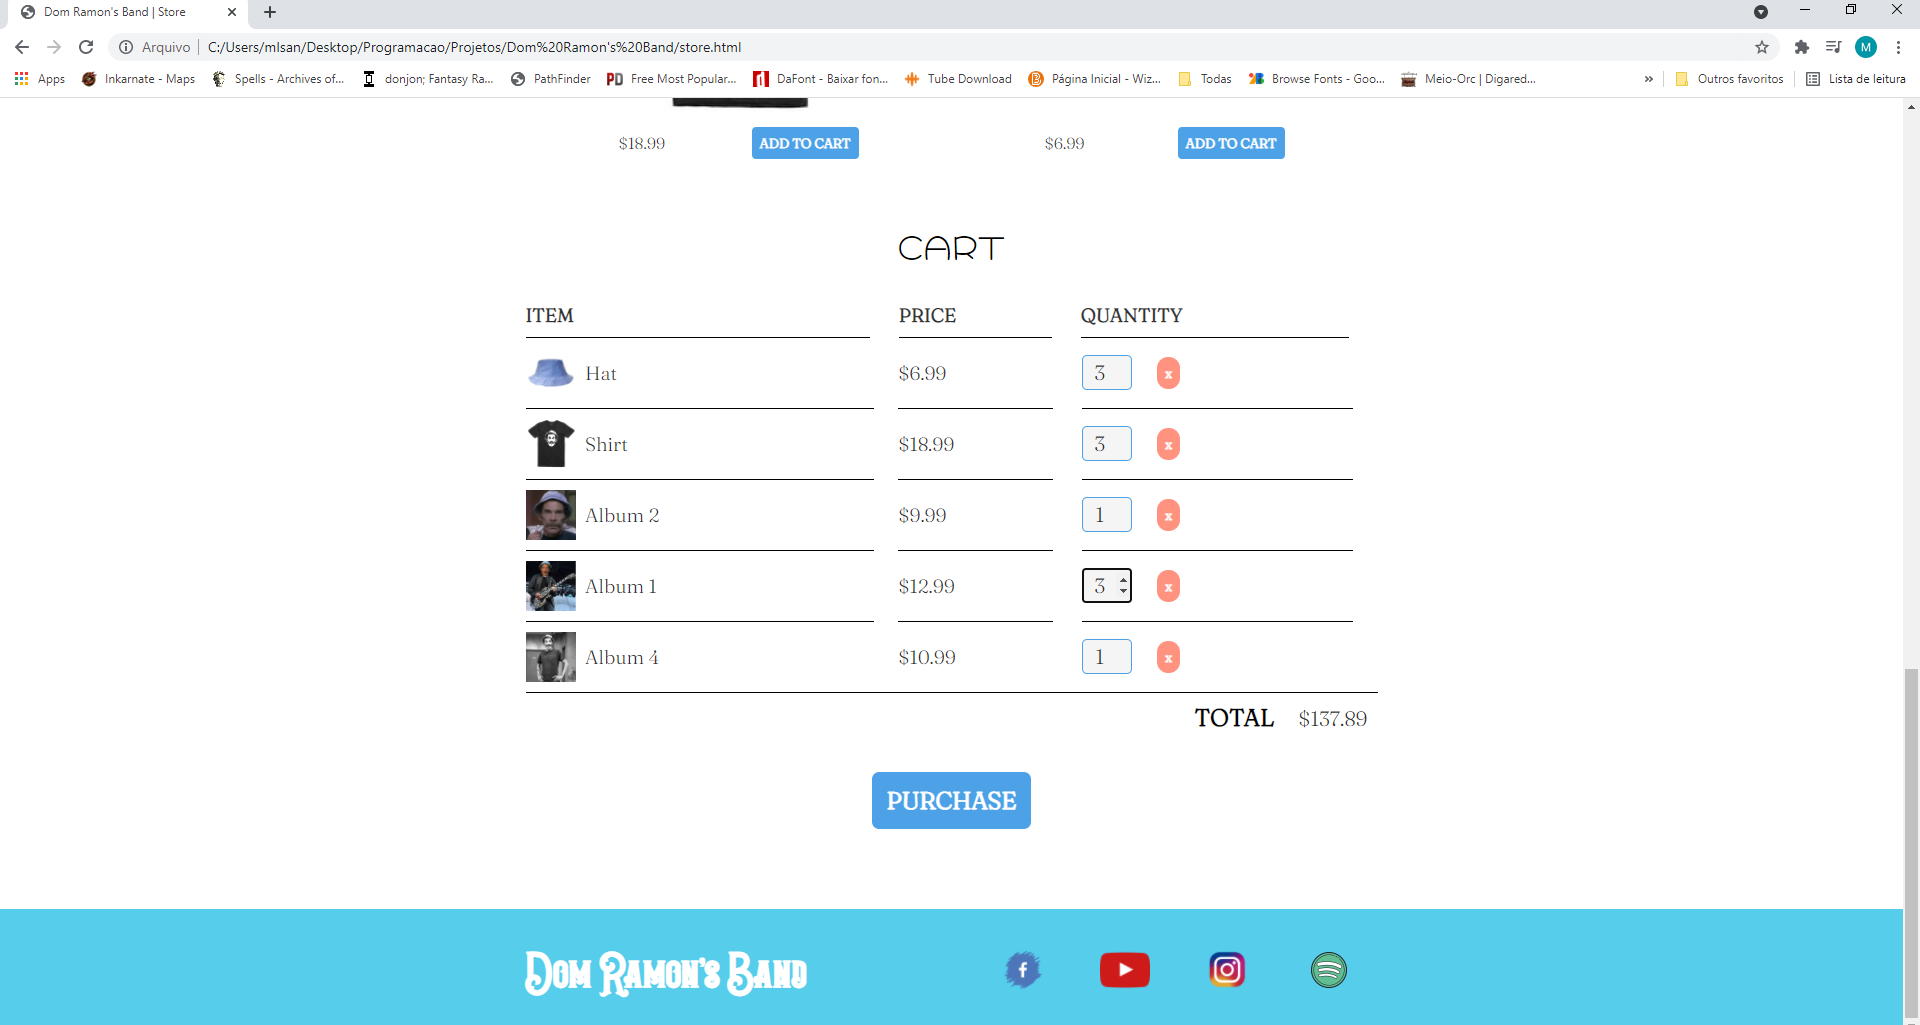 Dom Ramon's Band | Store
Arquivo C:/Users/mlsan/Desktop/Programacao/Projetos/Dom%20Ramon's%20Band/store.html M
Apps Inkarnate - Maps Spells - Archives of... donjon; Fantasy Ra... PathFinder PD Free Most Popular... DaFont - Baixar fon... Tube Download Página Inicial - Wiz... Todas Browse Fonts - Goo... Meio-Orc | Digared... » Outros favoritos Lista de leitura
$18.99 ADD TO CART $6.99 ADD TO CART
CART
ITEM PRICE QUANTITY
Hat $6.99 3 x
Shirt $18.99 3 x
Album 2 $9.99 1 x
Album 1 $12.99 3 x
Album 4 $10.99 1 x
TOTAL $137.89
PURCHASE
Dom Ramon's Band